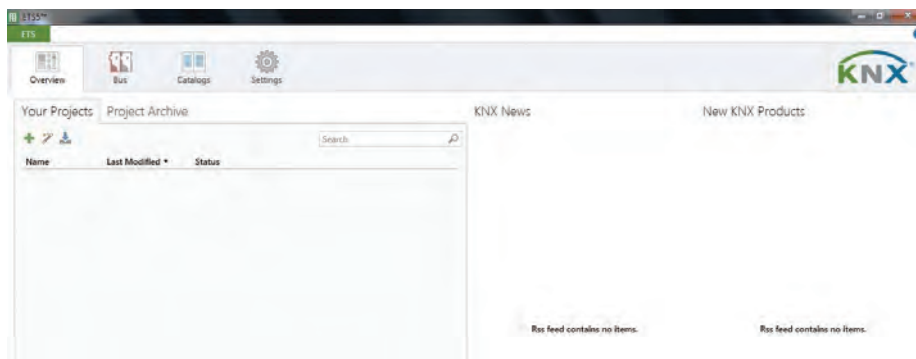 ETS5™
ETS
Overview
Bus
Catalogs
Settings
KNX
Your Projects
Project Archive
KNX News
New KNX Products
Search
Name
Last Modified
Status
Rss feed contains no items.
Rss feed contains no items.